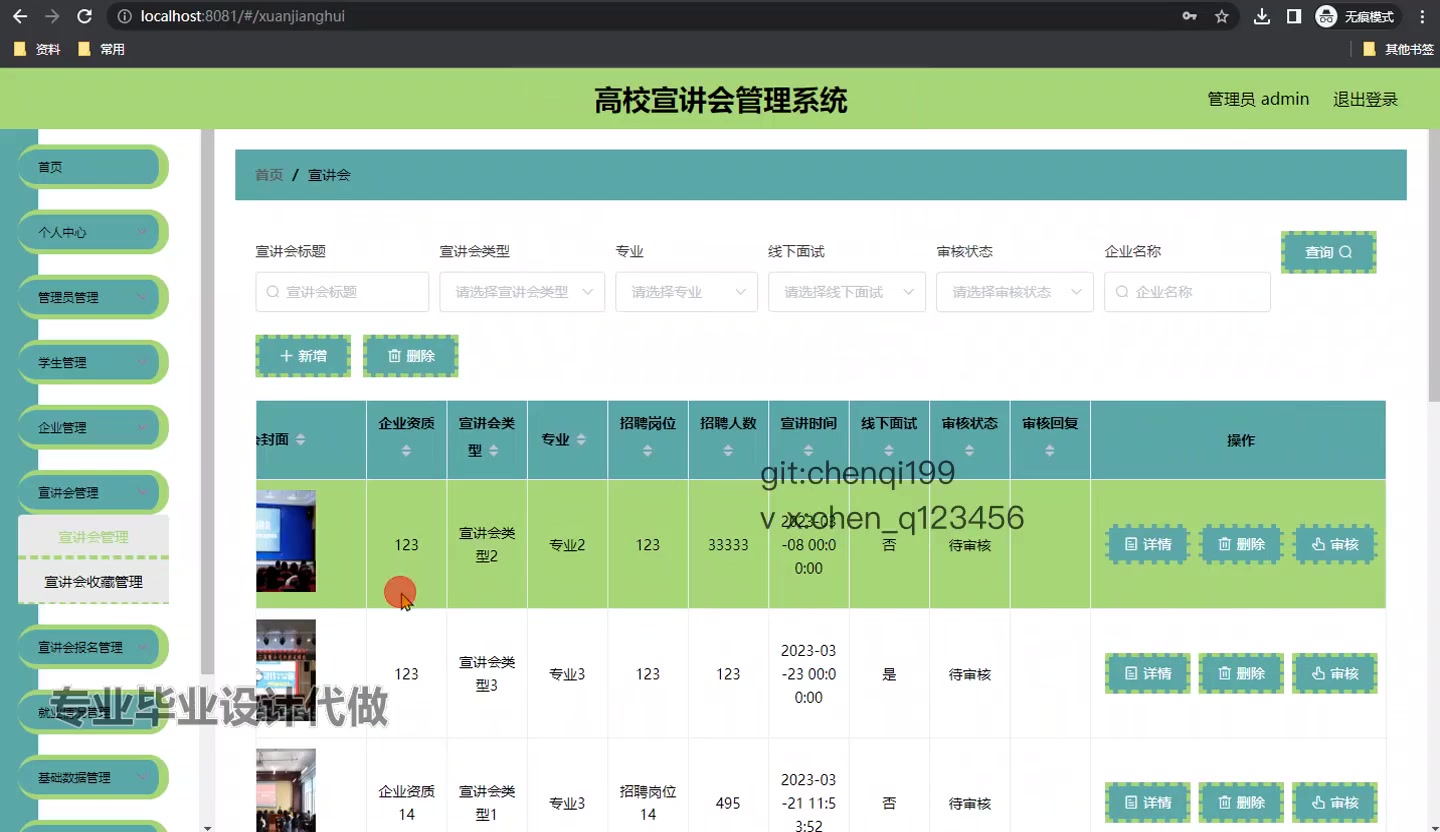 localhost:8081/#/xuanjianghui
无痕模式
资料
常用
其他书签
高校宣讲会管理系统
管理员 admin
退出登录
首页
个人中心
管理员管理
学生管理
企业管理
宣讲会管理
宣讲会管理
宣讲会收藏管理
宣讲会报名管理
就业情况管理
基础数据管理
首页 / 宣讲会
宣讲会标题
宣讲会类型
专业
线下面试
审核状态
企业名称
查询
宣讲会标题
请选择宣讲会类型
请选择专业
请选择线下面试
请选择审核状态
企业名称
新增
删除
封面
企业资质
宣讲会类型
专业
招聘岗位
招聘人数
宣讲时间
线下面试
审核状态
审核回复
操作
123
宣讲会类型2
专业2
123
33333
2023-03-08 00:00:00
否
待审核
详情
删除
审核
123
宣讲会类型3
专业3
123
123
2023-03-23 00:00:00
是
待审核
详情
删除
审核
企业资质14
宣讲会类型1
专业3
招聘岗位14
495
2023-03-21 11:53:52
否
待审核
详情
删除
审核
git:chenqi199
v x:chen_q123456
专业毕业设计代做